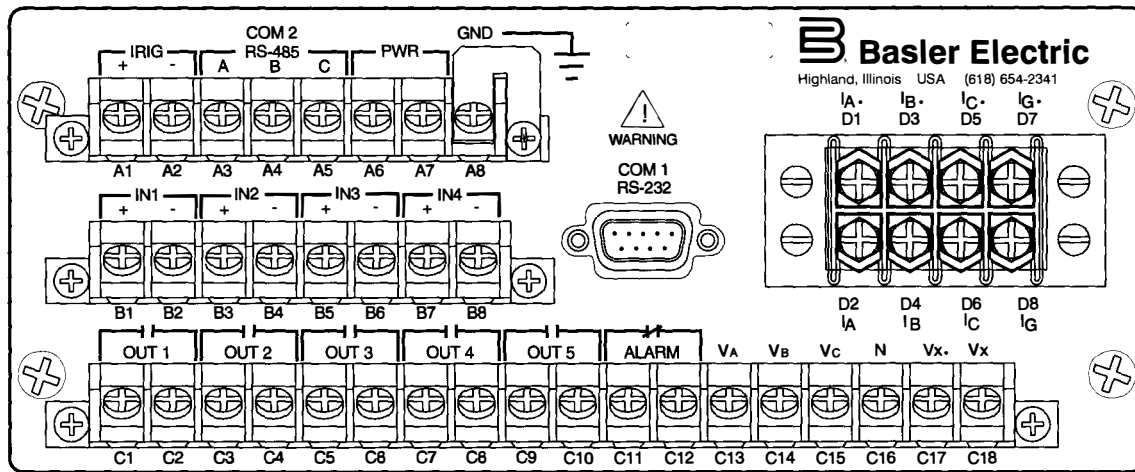 COM 2 GND
IRIG RS-485 PWR
+ - A B C
A1 A2 A3 A4 A5 A6 A7 A8
Basler Electric
Highland, Illinois USA (618) 654-2341
IA• IB• IC• IG•
D1 D3 D5 D7
WARNING
COM 1
RS-232
IN1 IN2 IN3 IN4
+ - + - + - + -
B1 B2 B3 B4 B5 B6 B7 B8
D2 D4 D6 D8
IA IB IC IG
OUT 1 OUT 2 OUT 3 OUT 4 OUT 5 ALARM VA VB VC N VX• VX
C1 C2 C3 C4 C5 C6 C7 C8 C9 C10 C11 C12 C13 C14 C15 C16 C17 C18